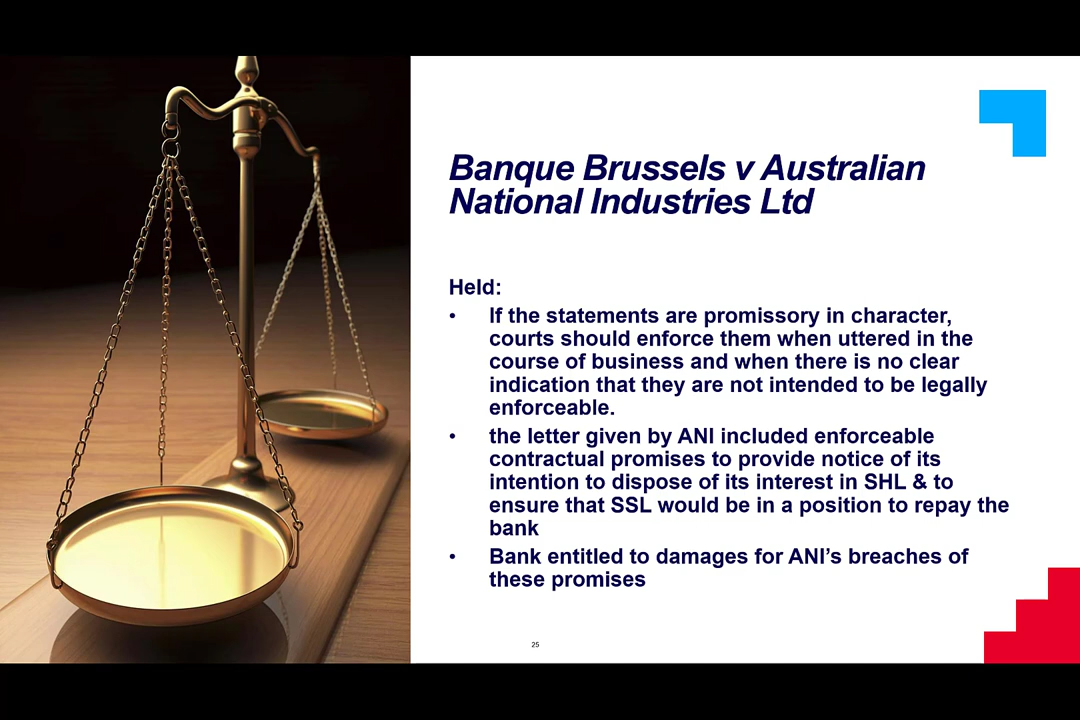 Banque Brussels v Australian
National Industries Ltd
Held:
• If the statements are promissory in character,
courts should enforce them when uttered in the
course of business and when there is no clear
indication that they are not intended to be legally
enforceable.
• the letter given by ANI included enforceable
contractual promises to provide notice of its
intention to dispose of its interest in SHL & to
ensure that SSL would be in a position to repay the
bank
• Bank entitled to damages for ANI’s breaches of
these promises
25